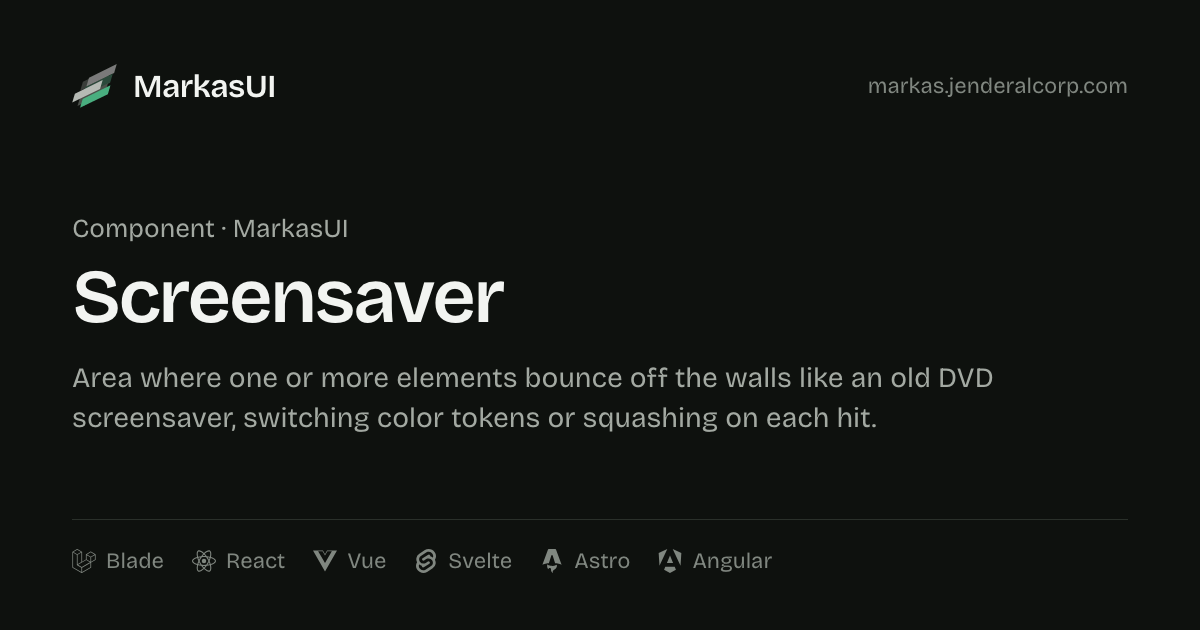 MarkasUI
markas.jenderalcorp.com
Component · MarkasUI
Screensaver
Area where one or more elements bounce off the walls like an old DVD
screensaver, switching color tokens or squashing on each hit.
Blade React Vue Svelte Astro Angular